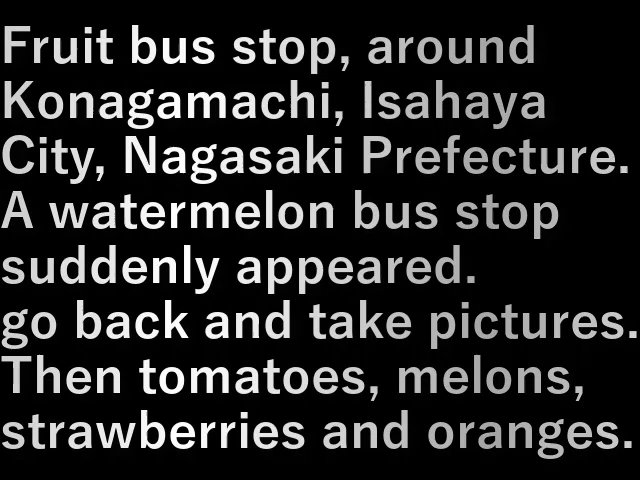 Fruit bus stop, around
Konagamachi, Isahaya
City, Nagasaki Prefecture.
A watermelon bus stop
suddenly appeared.
go back and take pictures.
Then tomatoes, melons,
strawberries and oranges.